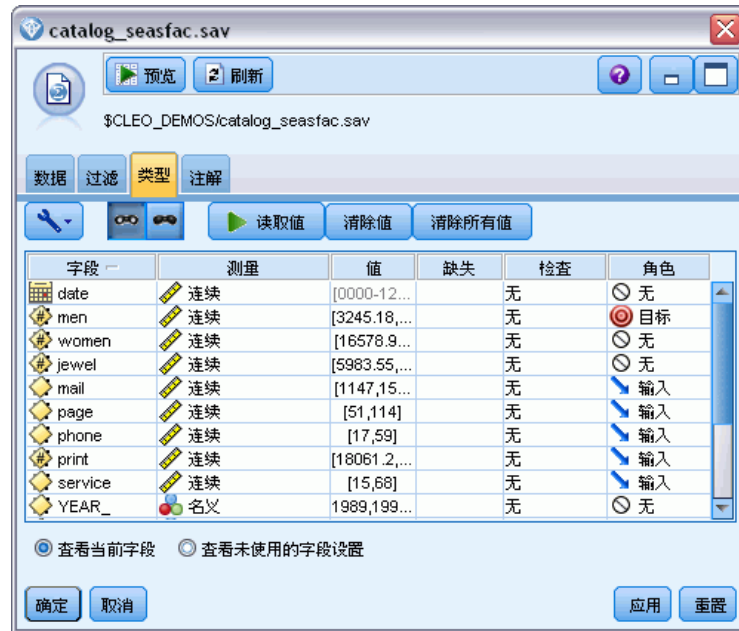 catalog_seasfac.sav
预览 刷新
$CLEO_DEMOS/catalog_seasfac.sav
数据 过滤 类型 注解
读取值 清除值 清除所有值
字段 测量 值 缺失 检查 角色
date 连续 [0000-12... 无 无
men 连续 [3245.18,... 无 目标
women 连续 [16578.9... 无 无
jewel 连续 [5983.55,... 无 无
mail 连续 [1147,15... 无 输入
page 连续 [51,114] 无 输入
phone 连续 [17,59] 无 输入
print 连续 [18061.2,... 无 输入
service 连续 [15,68] 无 输入
YEAR_ 名义 1989,199... 无 无
查看当前字段 查看未使用的字段设置
确定 取消 应用 重置